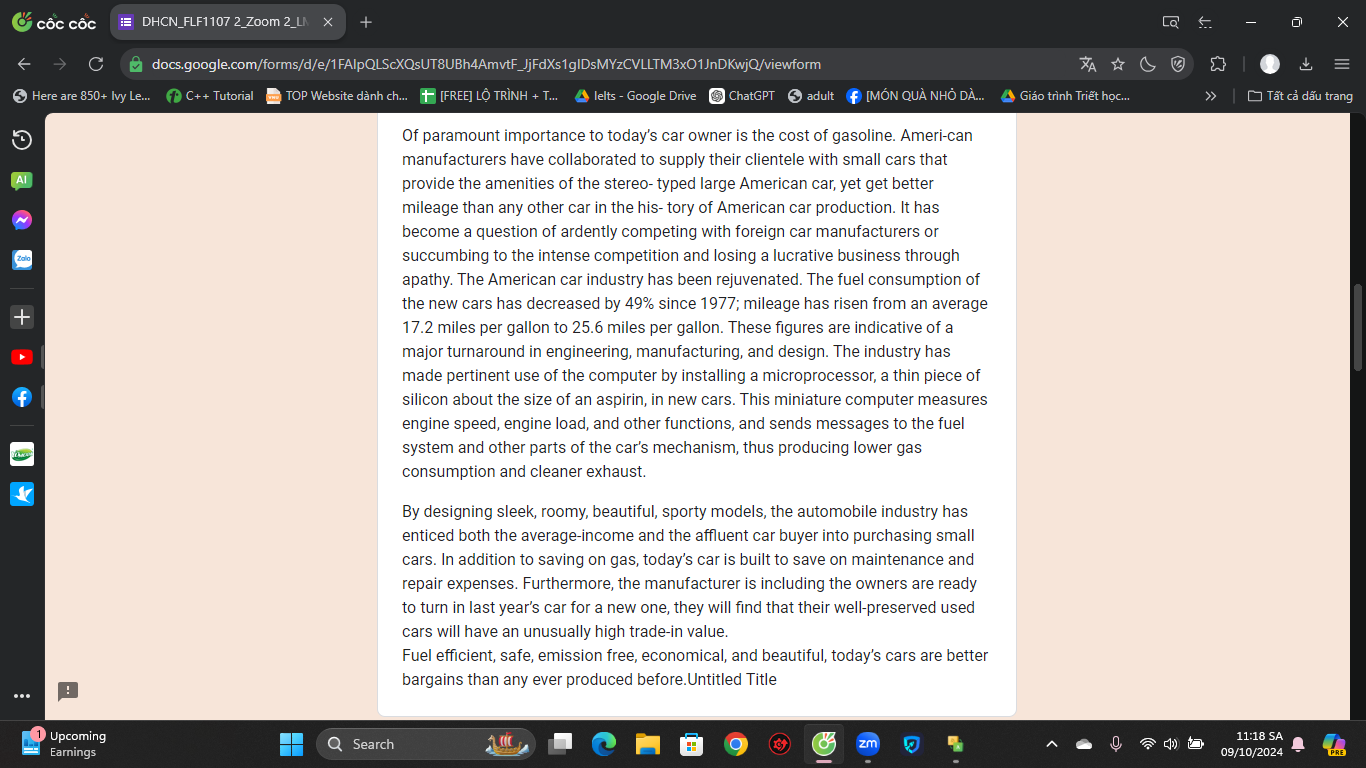 cốc cốc
DHCN_FLF1107 2_Zoom 2_LN
docs.google.com/forms/d/e/1FAIpQLScXQsUT8UBh4AmvtF_JjFdXs1gIDsMYzCVLLTM3xO1JnDKwjQ/viewform
Here are 850+ Ivy Le...
C++ Tutorial
TOP Website dành ch...
[FREE] LỘ TRÌNH + T...
Ielts - Google Drive
ChatGPT
adult
[MÓN QUÀ NHỎ DÀ...
Giáo trình Triết học...
Tất cả dấu trang
AI
Zalo
Of paramount importance to today’s car owner is the cost of gasoline. Ameri-can
manufacturers have collaborated to supply their clientele with small cars that
provide the amenities of the stereo- typed large American car, yet get better
mileage than any other car in the his- tory of American car production. It has
become a question of ardently competing with foreign car manufacturers or
succumbing to the intense competition and losing a lucrative business through
apathy. The American car industry has been rejuvenated. The fuel consumption of
the new cars has decreased by 49% since 1977; mileage has risen from an average
17.2 miles per gallon to 25.6 miles per gallon. These figures are indicative of a
major turnaround in engineering, manufacturing, and design. The industry has
made pertinent use of the computer by installing a microprocessor, a thin piece of
silicon about the size of an aspirin, in new cars. This miniature computer measures
engine speed, engine load, and other functions, and sends messages to the fuel
system and other parts of the car’s mechanism, thus producing lower gas
consumption and cleaner exhaust.
By designing sleek, roomy, beautiful, sporty models, the automobile industry has
enticed both the average-income and the affluent car buyer into purchasing small
cars. In addition to saving on gas, today’s car is built to save on maintenance and
repair expenses. Furthermore, the manufacturer is including the owners are ready
to turn in last year’s car for a new one, they will find that their well-preserved used
cars will have an unusually high trade-in value.
Fuel efficient, safe, emission free, economical, and beautiful, today’s cars are better
bargains than any ever produced before.Untitled Title
1
Upcoming
Earnings
Search
zm
11:18 SA
09/10/2024
PRE